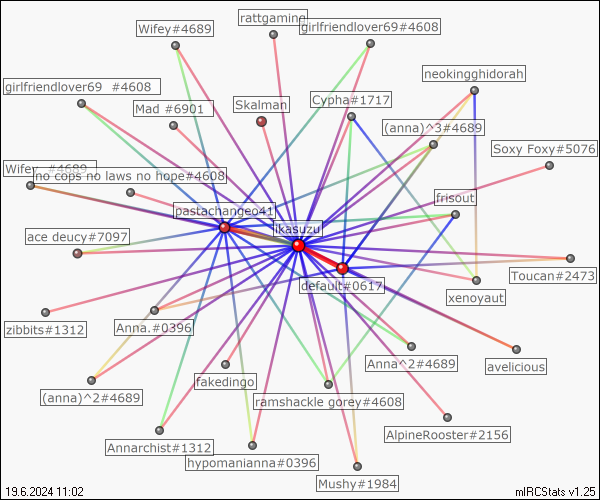 rattgaming
Wifey#4689
girlfriendlover69#4608
neokingghidorah
girlfriendlover69 #4608
Mad #6901
Skalman
Cypha#1717
(anna)^3#4689
Soxy Foxy#5076
Wifey #4689
no cops no laws no hope#4608
frisout
pastachangeo41
ikasuzu
ace deucy#7097
Toucan#2473
default#0617
xenoyaut
zibbits#1312
Anna.#0396
Anna^2#4689
avelicious
fakedingo
(anna)^2#4689
ramshackle gorey#4608
AlpineRooster#2156
Annarchist#1312
hypomanianna#0396
Mushy#1984
19.6.2024 11:02
mIRCStats v1.25